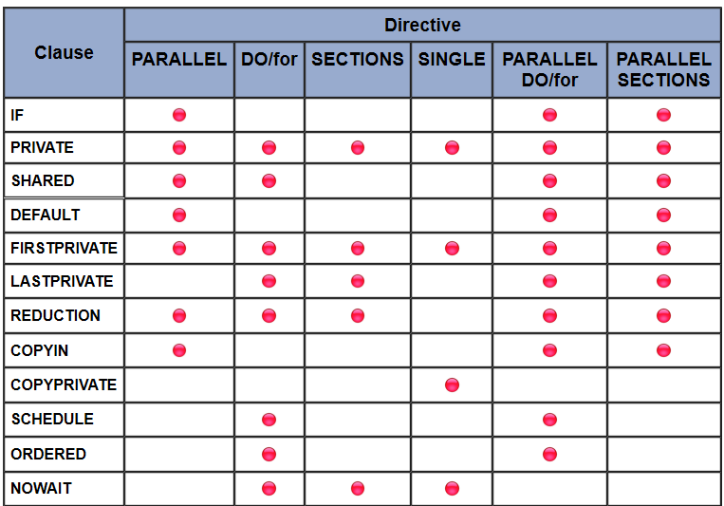 Clause
Directive
PARALLEL DO/for SECTIONS SINGLE PARALLEL DO/for PARALLEL SECTIONS
IF
PRIVATE
SHARED
DEFAULT
FIRSTPRIVATE
LASTPRIVATE
REDUCTION
COPYIN
COPYPRIVATE
SCHEDULE
ORDERED
NOWAIT